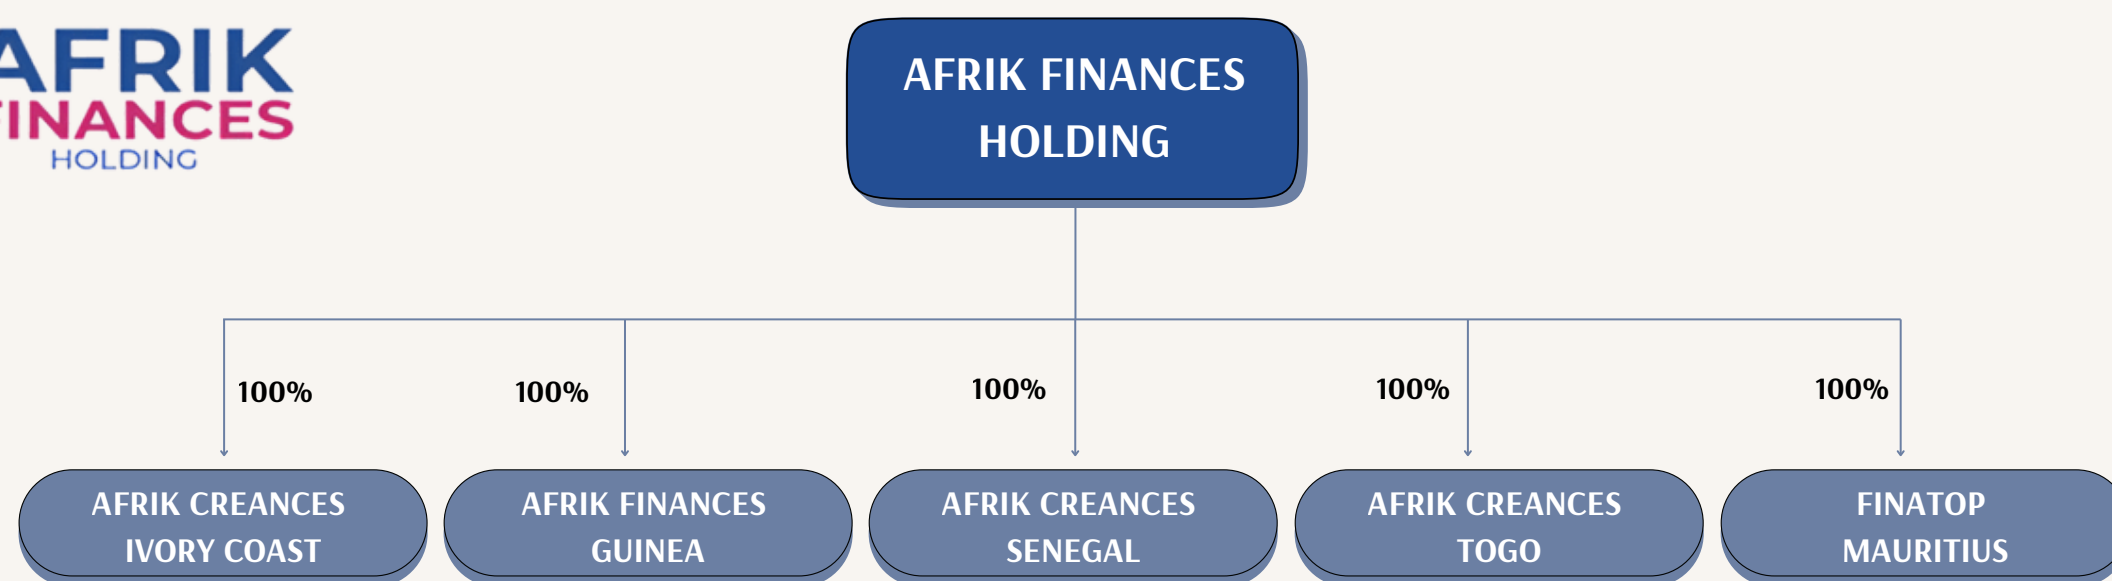 AFRIK
FINANCES
HOLDING
AFRIK FINANCES
HOLDING
100%
100%
100%
100%
100%
AFRIK CREANCES
IVORY COAST
AFRIK FINANCES
GUINEA
AFRIK CREANCES
SENEGAL
AFRIK CREANCES
TOGO
FINATOP
MAURITIUS